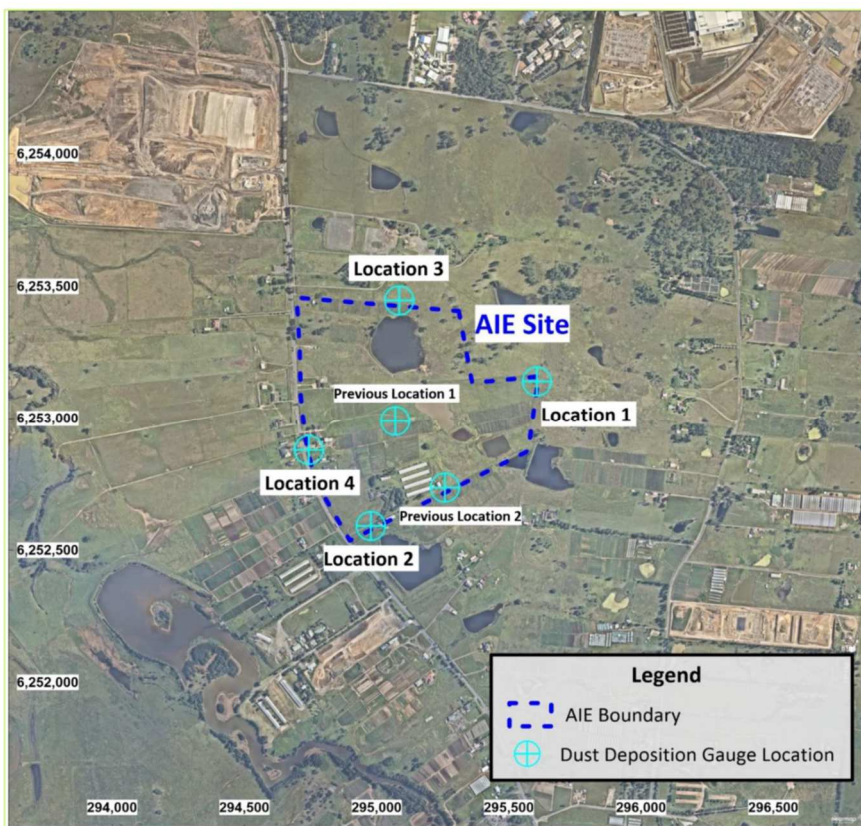 6,254,000
6,253,500
Location 3
AIE Site
Previous Location 1
6,253,000
Location 1
Location 4
Previous Location 2
6,252,500
Location 2
6,252,000
Legend
AIE Boundary
Dust Deposition Gauge Location
294,000
294,500
295,000
295,500
296,000
296,500